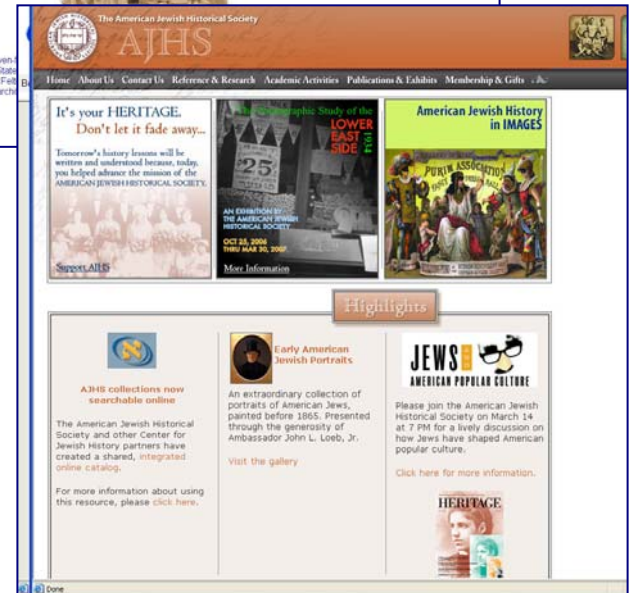 The American Jewish Historical Society
AJHS
Home About Us Contact Us Reference & Research Academic Activities Publications & Exhibits Membership & Gifts
It's your HERITAGE.
Don't let it fade away...
Tomorrow's history lessons will be
written and understood because, today,
you helped advance the mission of the
AMERICAN JEWISH HISTORICAL SOCIETY.
Support AJHS
Study of the
LOWER
EAST
SIDE
1934
25
AN EXHIBITION BY
THE AMERICAN JEWISH
HISTORICAL SOCIETY
OCT 25, 2006
THRU MAR 30, 2007
More Information
American Jewish History
in IMAGES
PURIM ASSOCIATION
FANCY DRESS BALL
Highlights
AJHS collections now
searchable online
The American Jewish Historical
Society and other Center for
Jewish History partners have
created a shared, integrated
online catalog.
For more information about using
this resource, please click here.
Early American
Jewish Portraits
An extraordinary collection of
portraits of American Jews,
painted before 1865. Presented
through the generosity of
Ambassador John L. Loeb, Jr.
Visit the gallery
JEWS AND
AMERICAN POPULAR CULTURE
Please join the American Jewish
Historical Society on March 14
at 7 PM for a lively discussion on
how Jews have shaped American
popular culture.
Click here for more information.
HERITAGE
Done